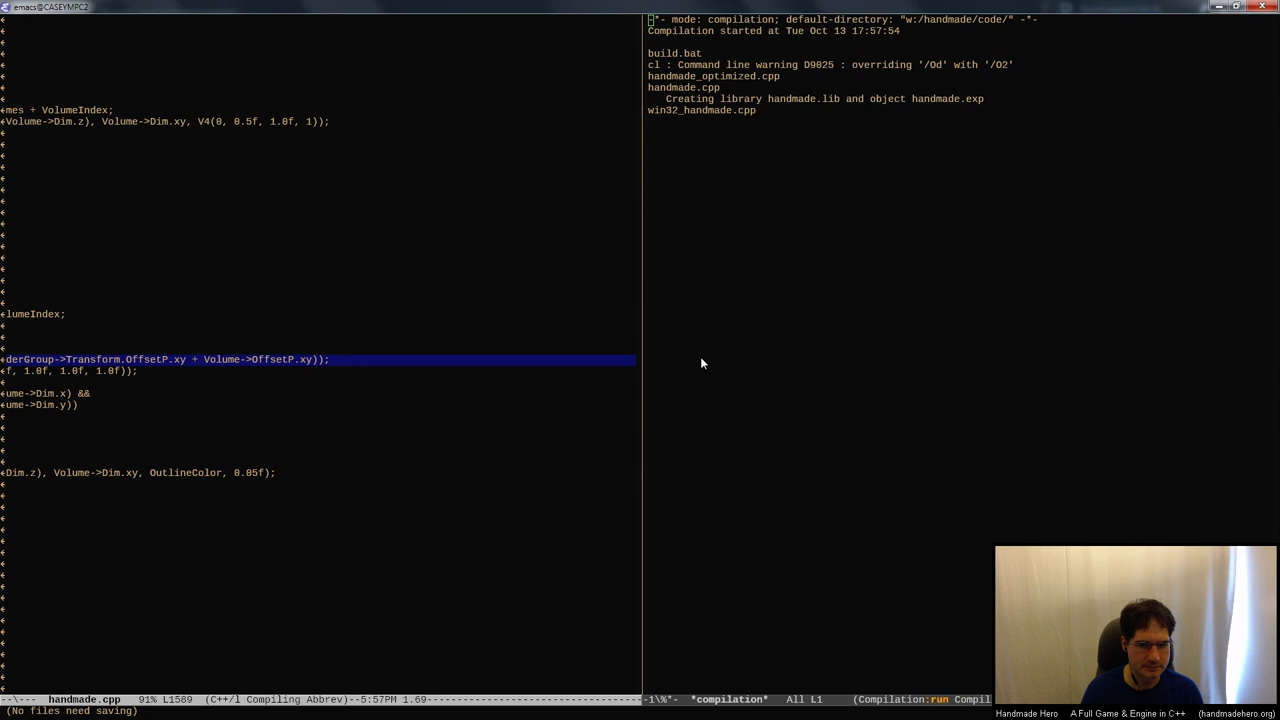 emacs@CASEYMPC2
mes + VolumeIndex;
Volume->Dim.z), Volume->Dim.xy, V4(0, 0.5f, 1.0f, 1));
lumeIndex;
derGroup->Transform.OffsetP.xy + Volume->OffsetP.xy));
f, 1.0f, 1.0f, 1.0f));
ume->Dim.x) &&
ume->Dim.y))
Dim.z), Volume->Dim.xy, OutlineColor, 0.05f);
-\--- handmade.cpp 91% L1589 (C++/l Compiling Abbrev)--5:57PM 1.69
(No files need saving)
-*- mode: compilation; default-directory: "w:/handmade/code/" -*-
Compilation started at Tue Oct 13 17:57:54
build.bat
cl : Command line warning D9025 : overriding '/Od' with '/O2'
handmade_optimized.cpp
handmade.cpp
Creating library handmade.lib and object handmade.exp
win32_handmade.cpp
-1\%*- *compilation* All L1 (Compilation:run Compil
Handmade Hero A Full Game & Engine in C++ (handmadehero.org)